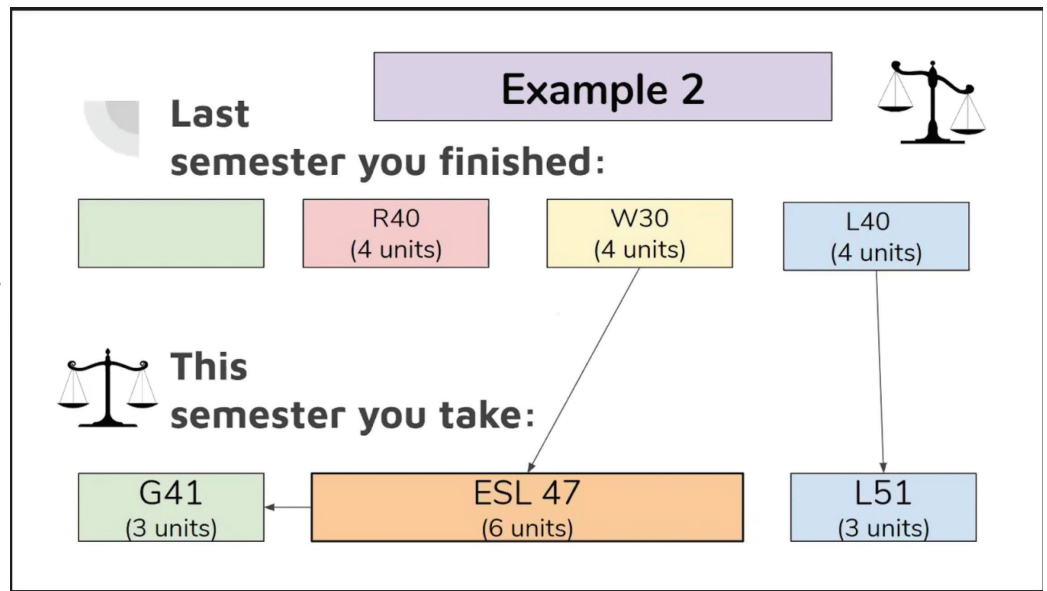 Example 2
Last
semester you finished:
R40
(4 units)
W30
(4 units)
L40
(4 units)
This
semester you take:
G41
(3 units)
ESL 47
(6 units)
L51
(3 units)